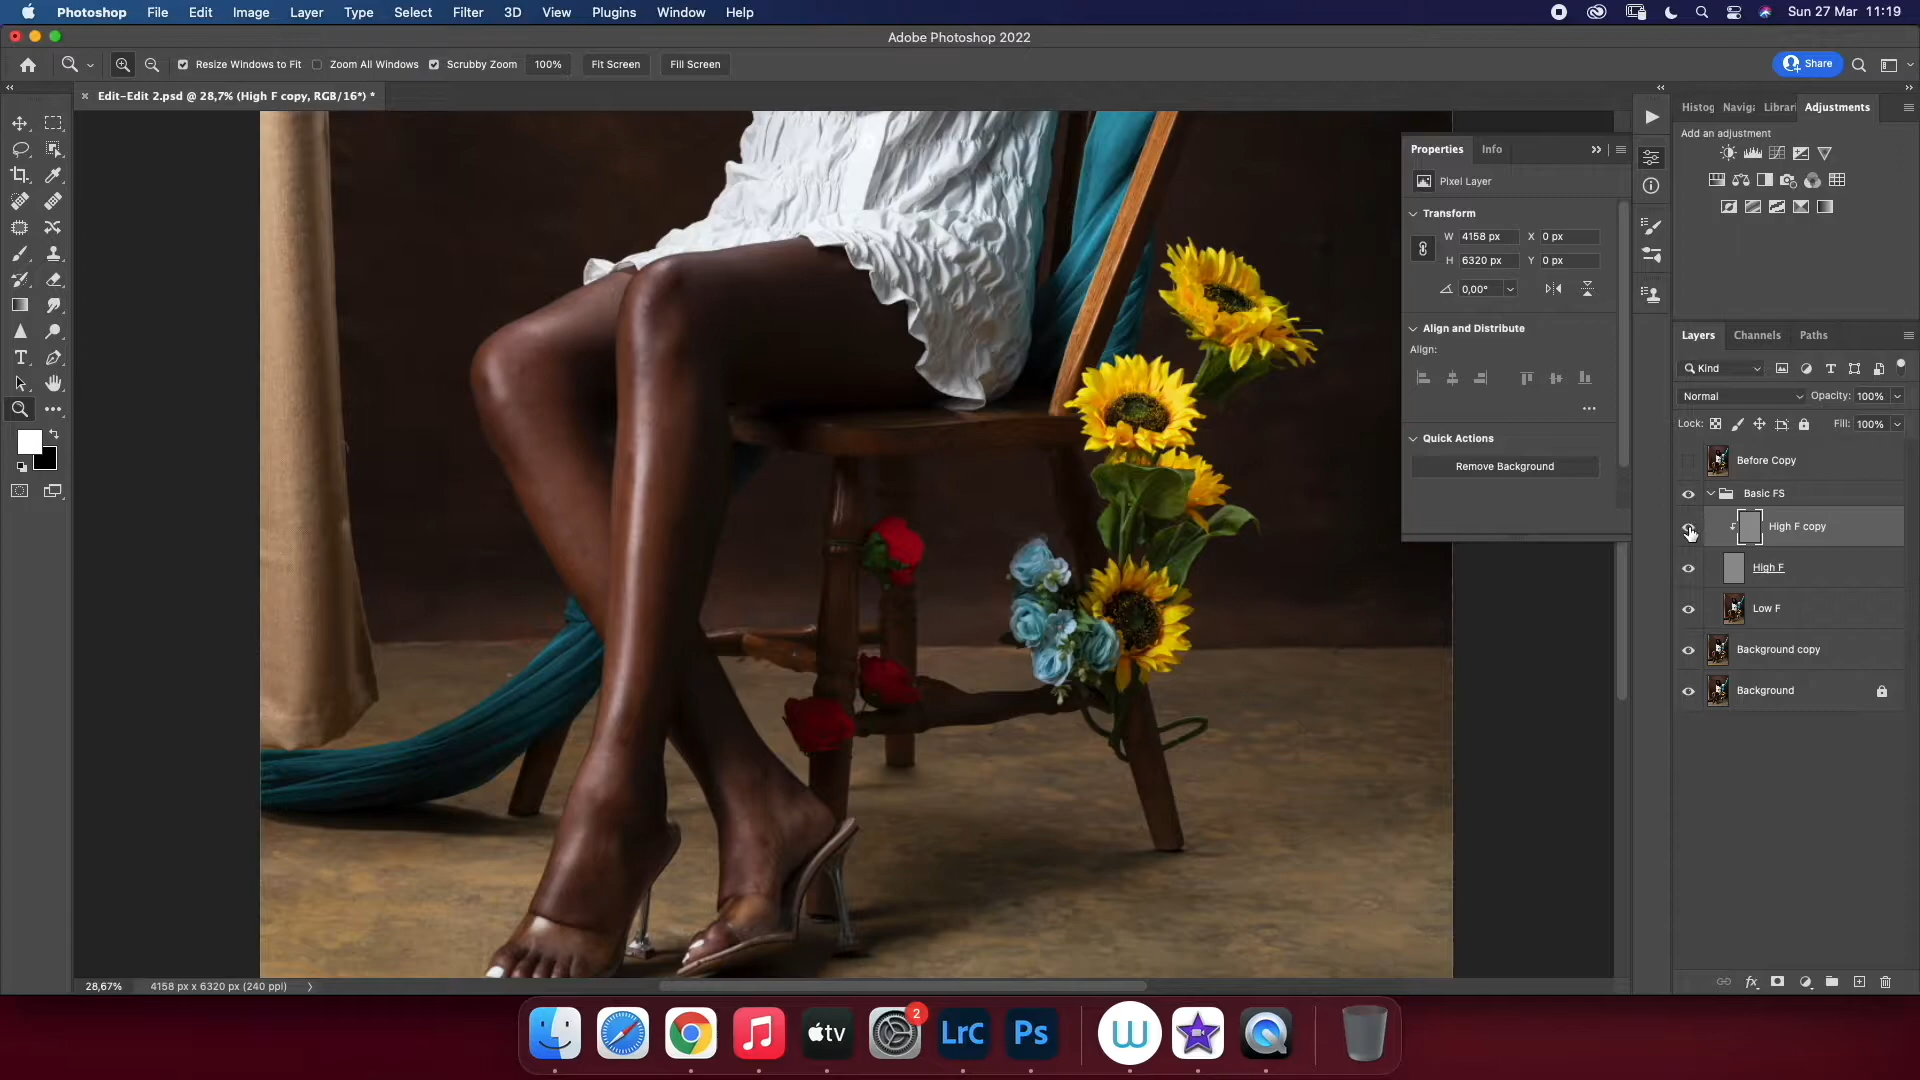 Photoshop File Edit Image Layer Type Select Filter 3D View Plugins Window Help Sun 27 Mar 11:19
Adobe Photoshop 2022
Resize Windows to Fit Zoom All Windows Scrubby Zoom 100% Fit Screen Fill Screen Share
Edit-Edit 2.psd @ 28,7% (High F copy, RGB/16*) *
Histog Naviga Librari Adjustments
Add an adjustment
Properties Info
Pixel Layer
Transform
W 4158 px X 0 px
H 6320 px Y 0 px
0,00°
Align and Distribute
Align:
Quick Actions
Remove Background
Layers Channels Paths
Kind
Normal Opacity: 100%
Lock: Fill: 100%
Before Copy
Basic FS
High F copy
High F
Low F
Background copy
Background
28,67% 4158 px x 6320 px (240 ppi)
tv
2
LrC
Ps